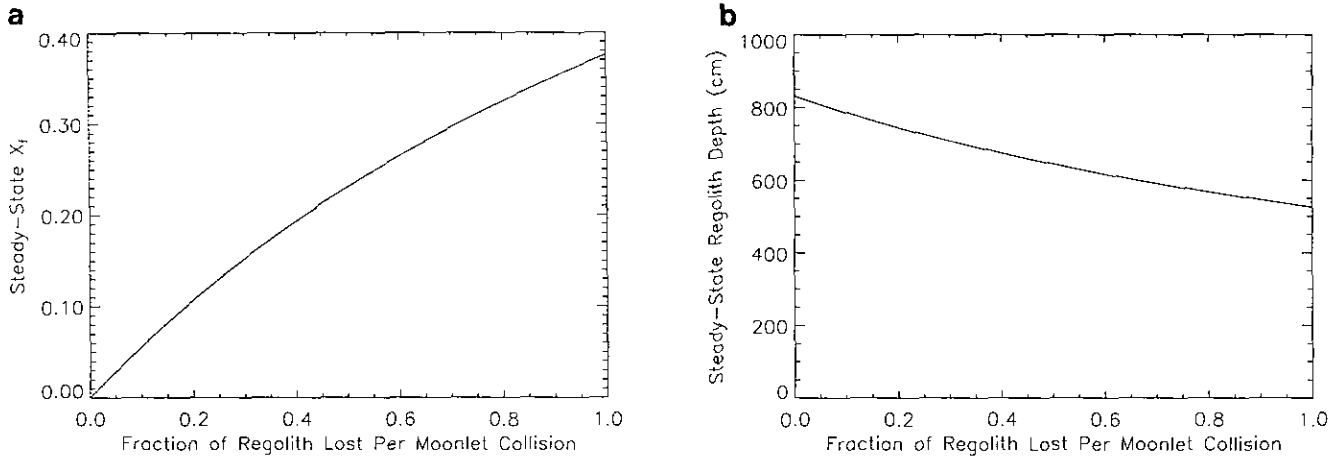 a
0.40
0.30
0.20
0.10
0.00
Steady-State X_f
0.0 0.2 0.4 0.6 0.8 1.0
Fraction of Regolith Lost Per Moonlet Collision
b
1000
800
600
400
200
0
Steady-State Regolith Depth (cm)
0.0 0.2 0.4 0.6 0.8 1.0
Fraction of Regolith Lost Per Moonlet Collision